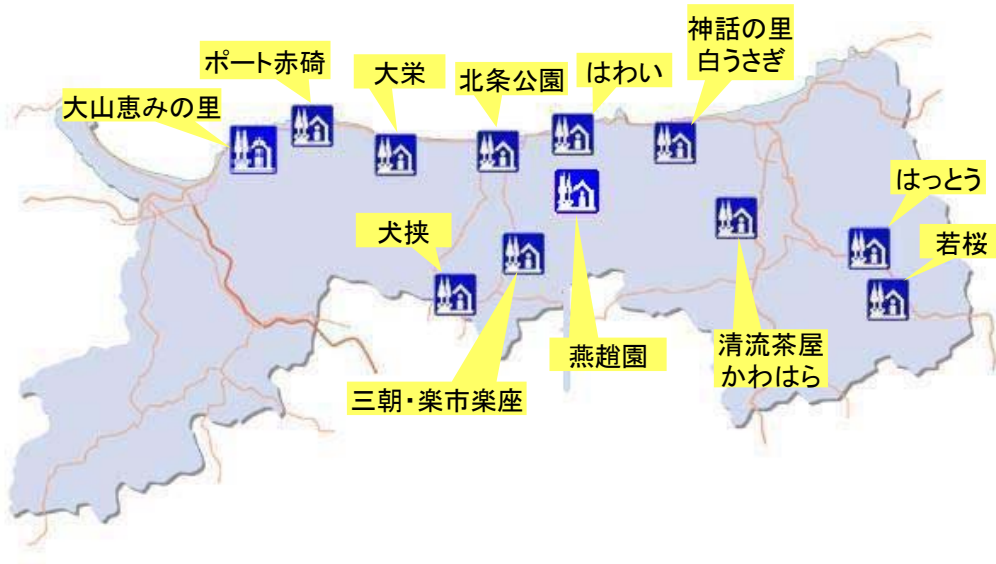 神話の里
白うさぎ
ポート赤碕
大栄
北条公園
はわい
大山恵みの里
はっとう
犬挟
若桜
燕趙園
清流茶屋
かわはら
三朝・楽市楽座